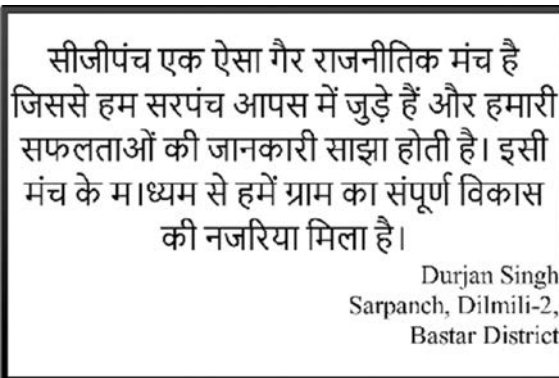 सीजीपंच एक ऐसा गैर राजनीतिक मंच है
जिससे हम सरपंच आपस में जुड़े हैं और हमारी
सफलताओं की जानकारी साझा होती है। इसी
मंच के म।ध्यम से हमें ग्राम का संपूर्ण विकास
की नजरिया मिला है।
Durjan Singh
Sarpanch, Dilmili-2,
Bastar District